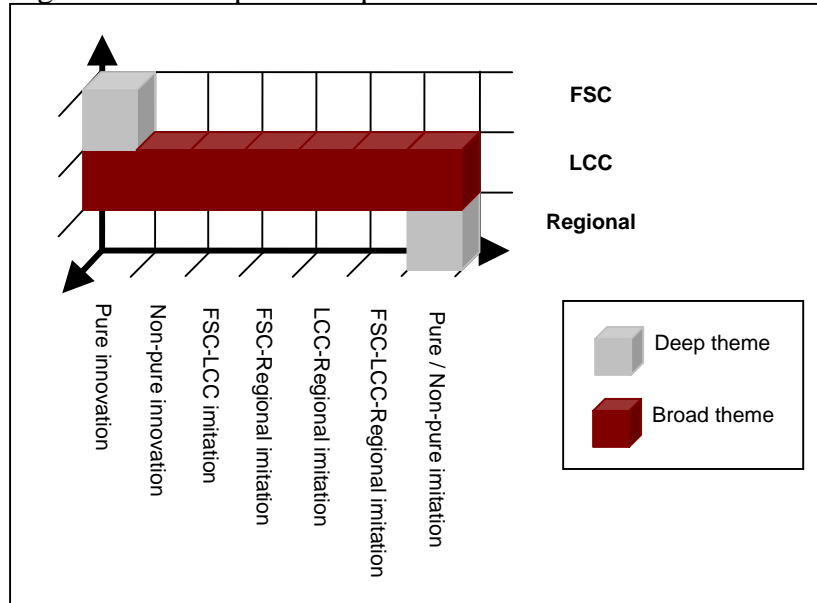 FSC
LCC
Regional
Pure innovation
Non-pure innovation
FSC-LCC imitation
FSC-Regional imitation
LCC-Regional imitation
FSC-LCC-Regional imitation
Pure / Non-pure imitation
Deep theme
Broad theme